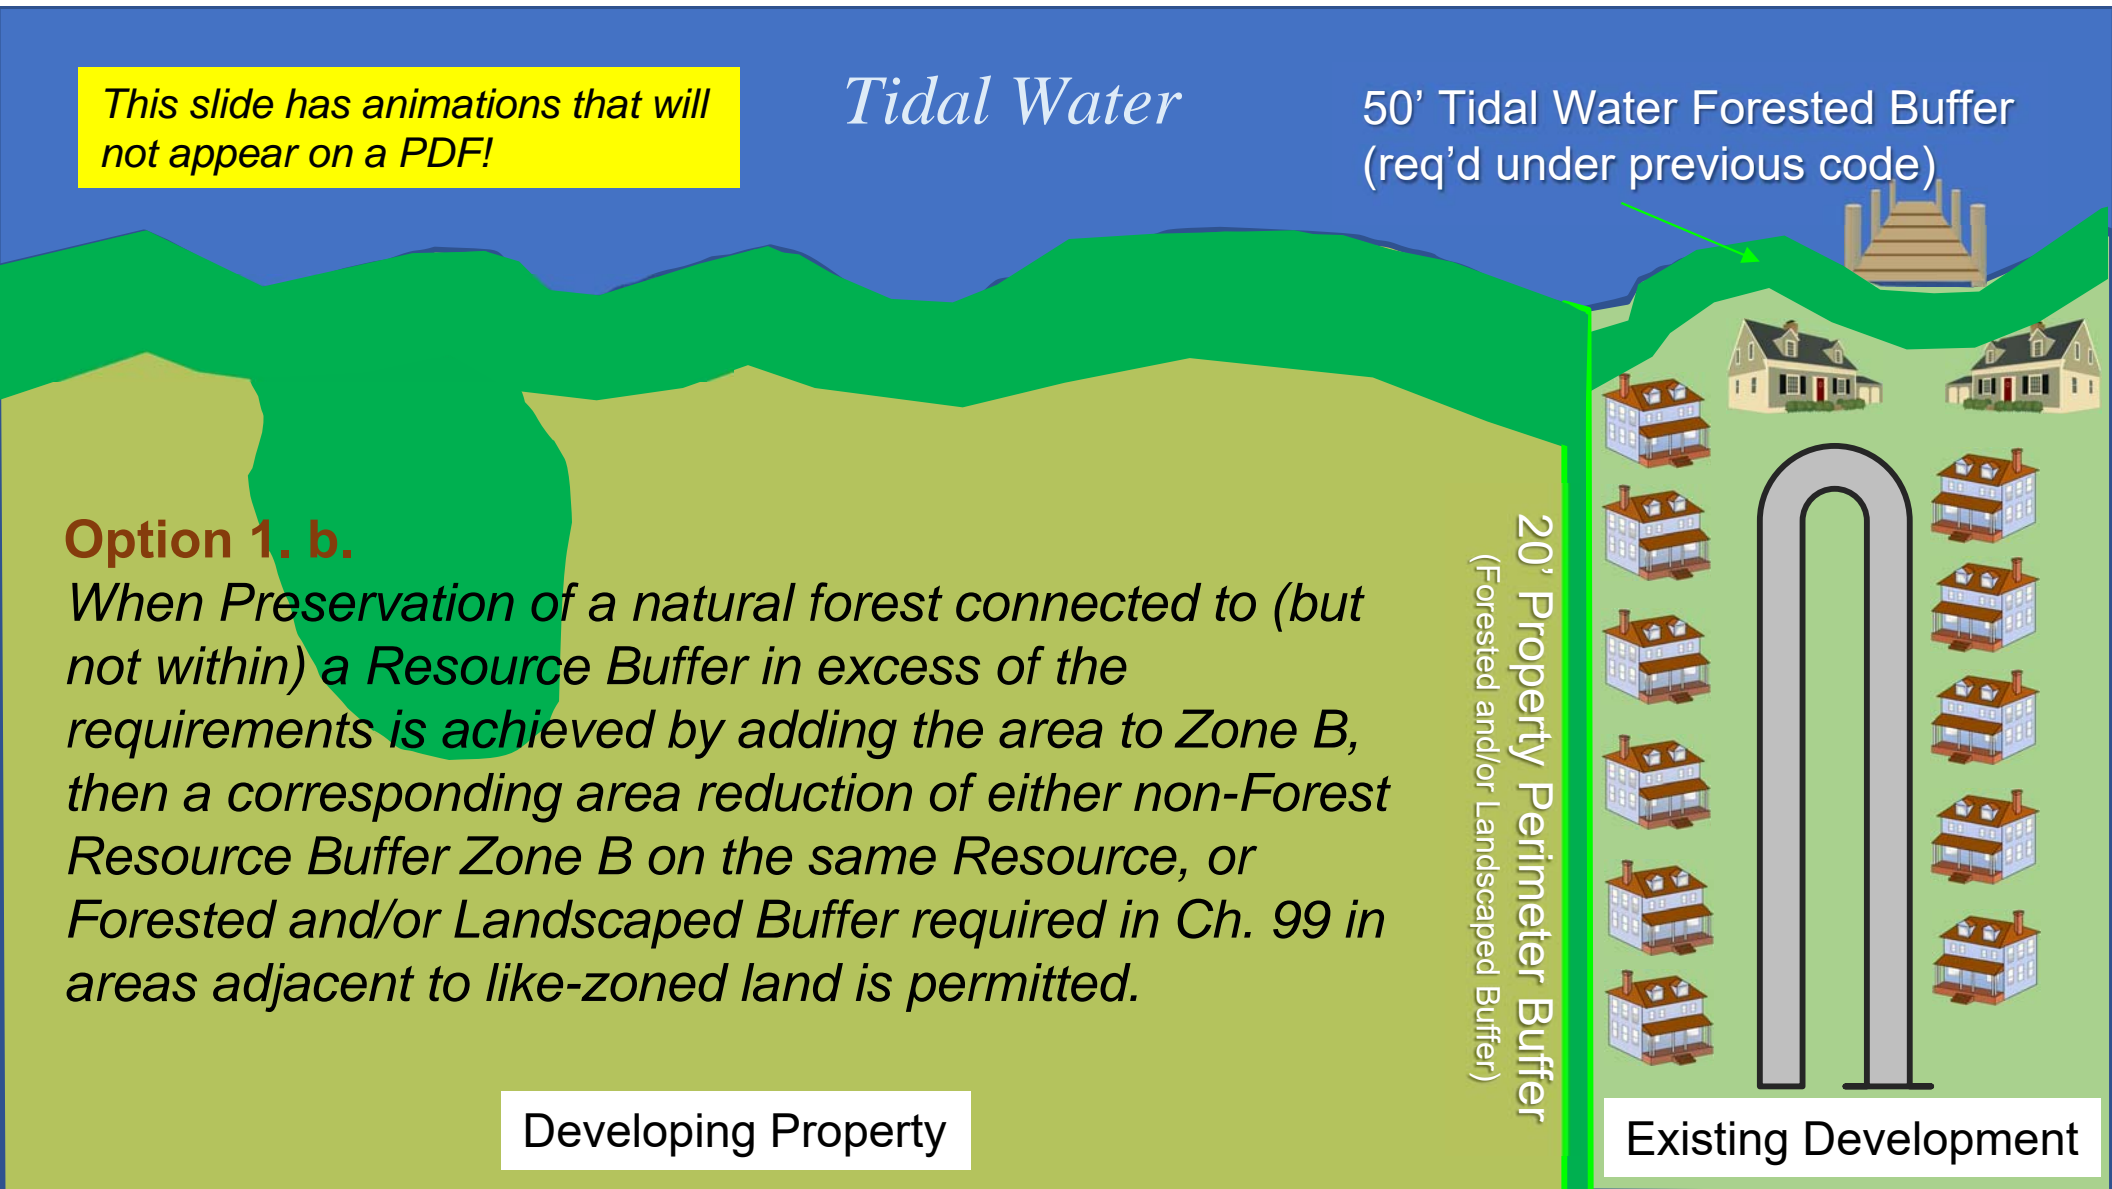 This slide has animations that will
not appear on a PDF!
Tidal Water
50’ Tidal Water Forested Buffer
(req’d under previous code)
Option 1. b.
When Preservation of a natural forest connected to (but
not within) a Resource Buffer in excess of the
requirements is achieved by adding the area to Zone B,
then a corresponding area reduction of either non-Forest
Resource Buffer Zone B on the same Resource, or
Forested and/or Landscaped Buffer required in Ch. 99 in
areas adjacent to like-zoned land is permitted.
20’ Property Perimeter Buffer
(Forested and/or Landscaped Buffer)
Developing Property
Existing Development